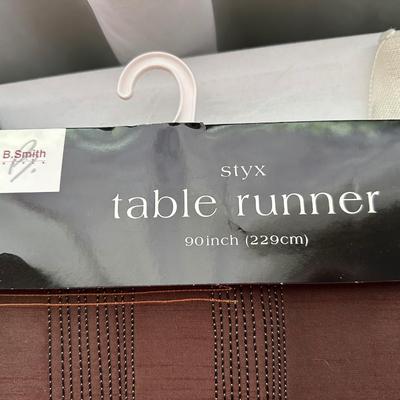 B.Smith
styx
table runner
90inch (229cm)